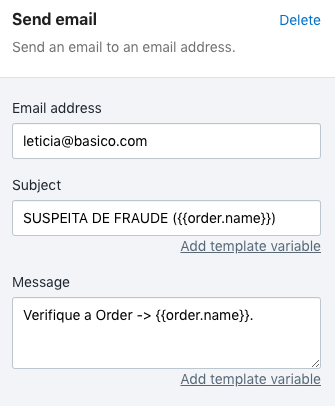 Send email Delete
Send an email to an email address.
Email address
leticia@basico.com
Subject
SUSPEITA DE FRAUDE ({{order.name}})
Add template variable
Message
Verifique a Order -> {{order.name}}.
Add template variable